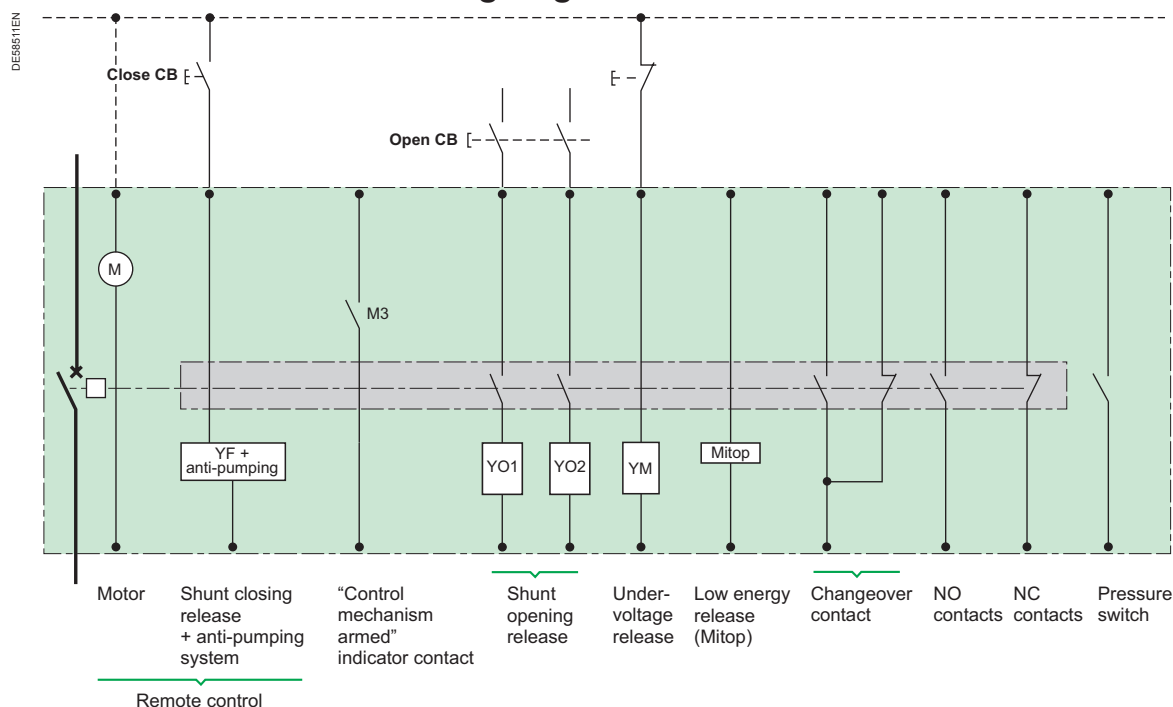 DE58511EN
Close CB
Open CB
M
M3
YF +
anti-pumping
YO1
YO2
YM
Mitop
Motor
Shunt closing
release
+ anti-pumping
system
Remote control
“Control
mechanism
armed”
indicator contact
Shunt
opening
release
Under-
voltage
release
Low energy
release
(Mitop)
Changeover
contact
NO
contacts
NC
contacts
Pressure
switch